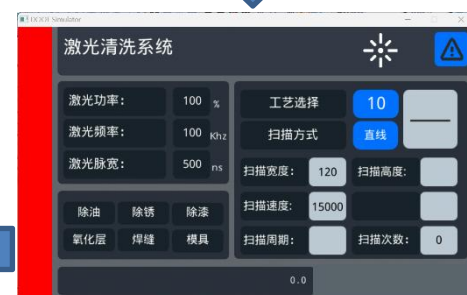 Simulator
激光清洗系统
激光功率： 100 %
激光频率： 100 Khz
激光脉宽： 500 ns
除油 除锈 除漆
氧化层 焊缝 模具
工艺选择 10
扫描方式 直线
扫描宽度： 120 扫描高度：
扫描速度： 15000
扫描周期： 扫描次数： 0
0.0